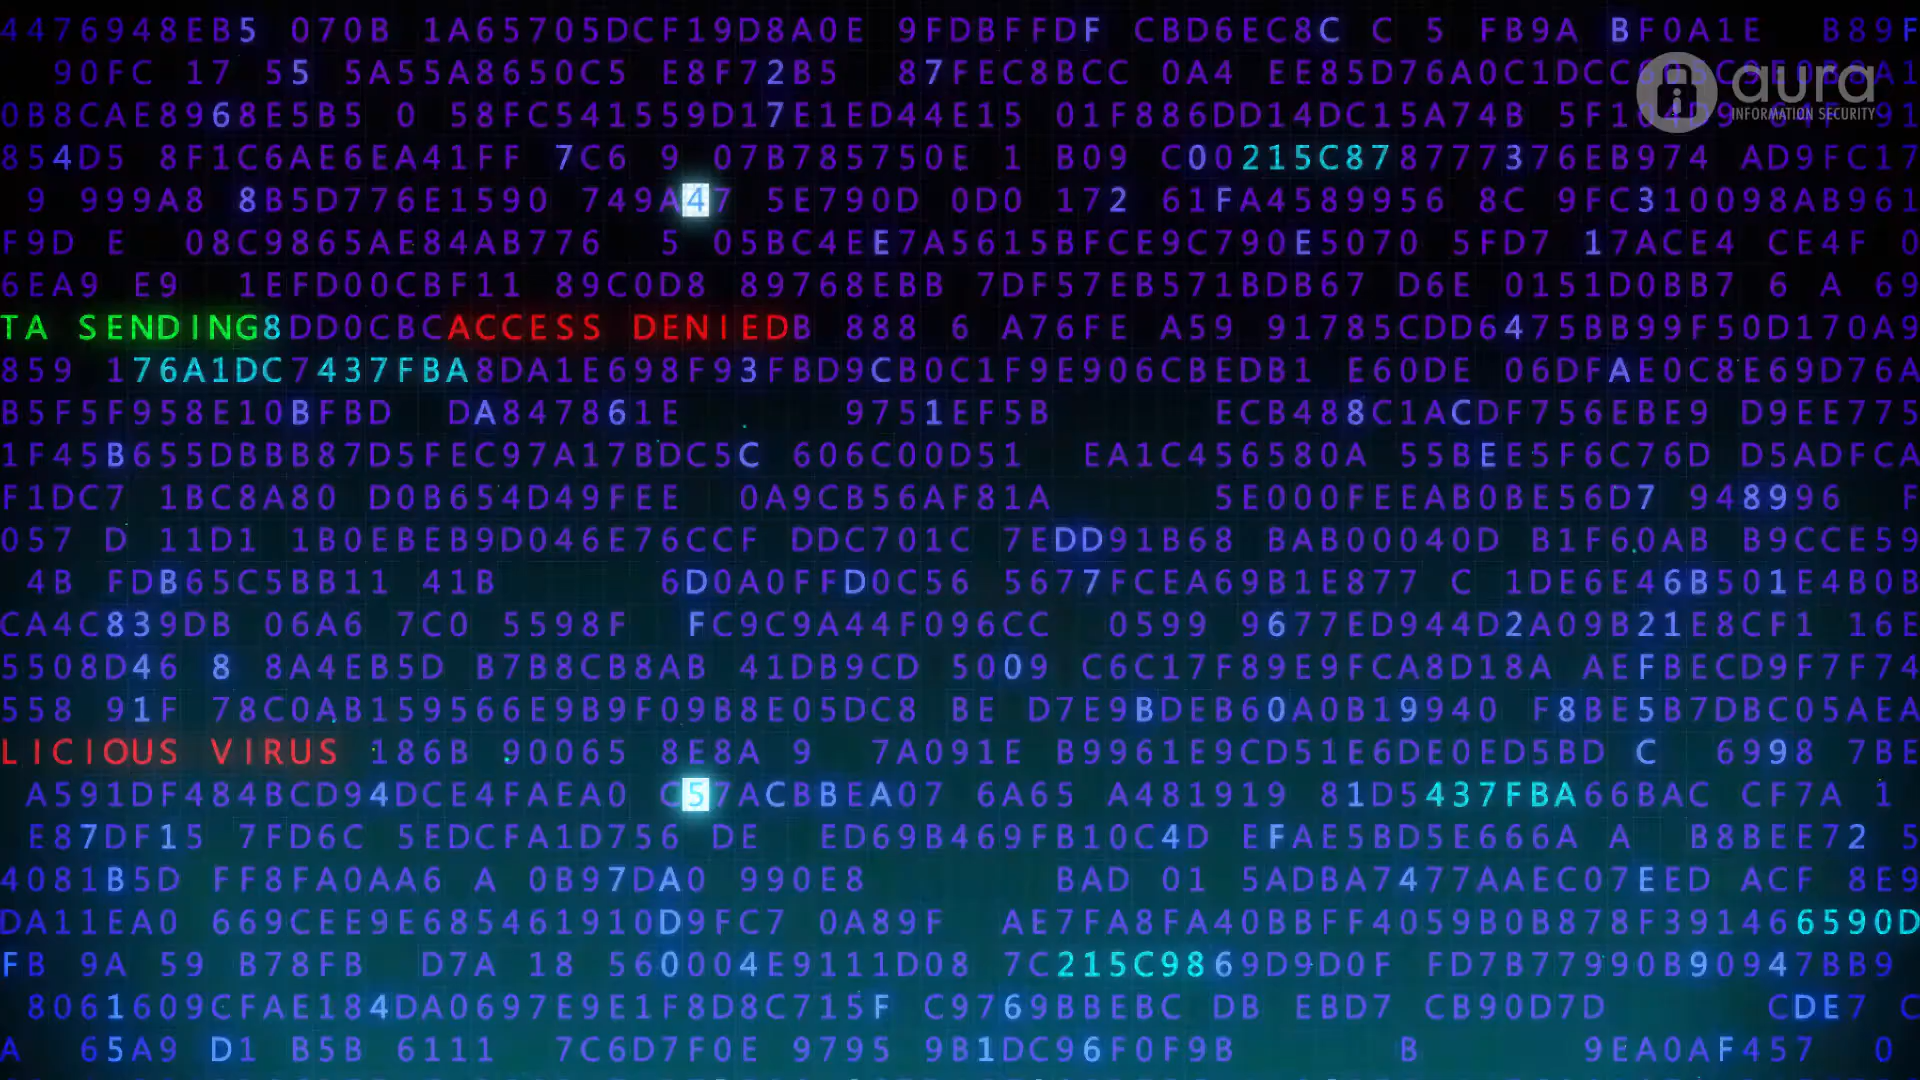 4476948EB5 070B 1A65705DCF19D8A0E 9FDBFFDF CBD6EC8C C 5 FB9A BF0A1E B89F
90FC 17 55 5A55A8650C5 E8F72B5 87FEC8BCC 0A4 EE85D76A0C1DCC
aura
INFORMATION SECURITY
0B8CAE8968E5B5 0 58FC541559D17E1ED44E15 01F886DD14DC15A74B
854D5 8F1C6AE6EA41FF 7C6 9 07B785750E 1 B09 C00215C878777376EB974 AD9FC17
9 999A8 8B5D776E1590 749A47 5E790D 0D0 172 61FA4589956 8C 9FC310098AB961
F9D E 08C9865AE84AB776 5 05BC4EE7A5615BFCE9C790E5070 5FD7 17ACE4 CE4F 0
6EA9 E9 1EFD00CBF11 89C0D8 89768EBB 7DF57EB571BDB67 D6E 0151D0BB7 6 A 69
TA SENDING8DD0CBCACCESS DENIEDB 888 6 A76FE A59 91785CDD6475BB99F50D170A9
859 176A1DC7437FBA8DA1E698F93FBD9CB0C1F9E906CBEDB1 E60DE 06DFAE0C8E69D76A
B5F5F958E10BFBD DA847861E 9751EF5B ECB488C1ACDF756EBE9 D9EE775
1F45B655DBBB87D5FEC97A17BDC5C 606C00D51 EA1C456580A 55BEE5F6C76D D5ADFCA
F1DC7 1BC8A80 D0B654D49FEE 0A9CB56AF81A 5E000FEEAB0BE56D7 948996 F
057 D 11D1 1B0EBEB9D046E76CCF DDC701C 7EDD91B68 BAB00040D B1F60AB B9CCE59
4B FDB65C5BB11 41B 6D0A0FFD0C56 5677FCEA69B1E877 C 1DE6E46B501E4B0B
CA4C839DB 06A6 7C0 5598F FC9C9A44F096CC 0599 9677ED944D2A09B21E8CF1 16E
5508D46 8 8A4EB5D B7B8CB8AB 41DB9CD 5009 C6C17F89E9FCA8D18A AEFBECD9F7F74
558 91F 78C0AB159566E9B9F09B8E05DC8 BE D7E9BDEB60A0B19940 F8BE5B7DBC05AEA
LICIOUS VIRUS 186B 90065 8E8A 9 7A091E B9961E9CD51E6DE0ED5BD C 6998 7BE
A591DF484BCD94DCE4FAEA0 C57ACBBEA07 6A65 A481919 81D5437FBA66BAC CF7A 1
E87DF15 7FD6C 5EDCFA1D756 DE ED69B469FB10C4D EFAE5BD5E666A A B8BEE72 5
4081B5D FF8FA0AA6 A 0B97DA0 990E8 BAD 01 5ADBA7477AAEC07EED ACF 8E9
DA11EA0 669CEE9E685461910D9FC7 0A89F AE7FA8FA40BBFF4059B0B878F391466590D
FB 9A 59 B78FB D7A 18 560004E9111D08 7C215C9869D9D0F FD7B77990B90947BB9
8061609CFAE184DA0697E9E1F8D8C715F C9769BBEBC DB EBD7 CB90D7D CDE7 C
A 65A9 D1 B5B 6111 7C6D7F0E 9795 9B1DC96F0F9B B 9EA0AF457 0